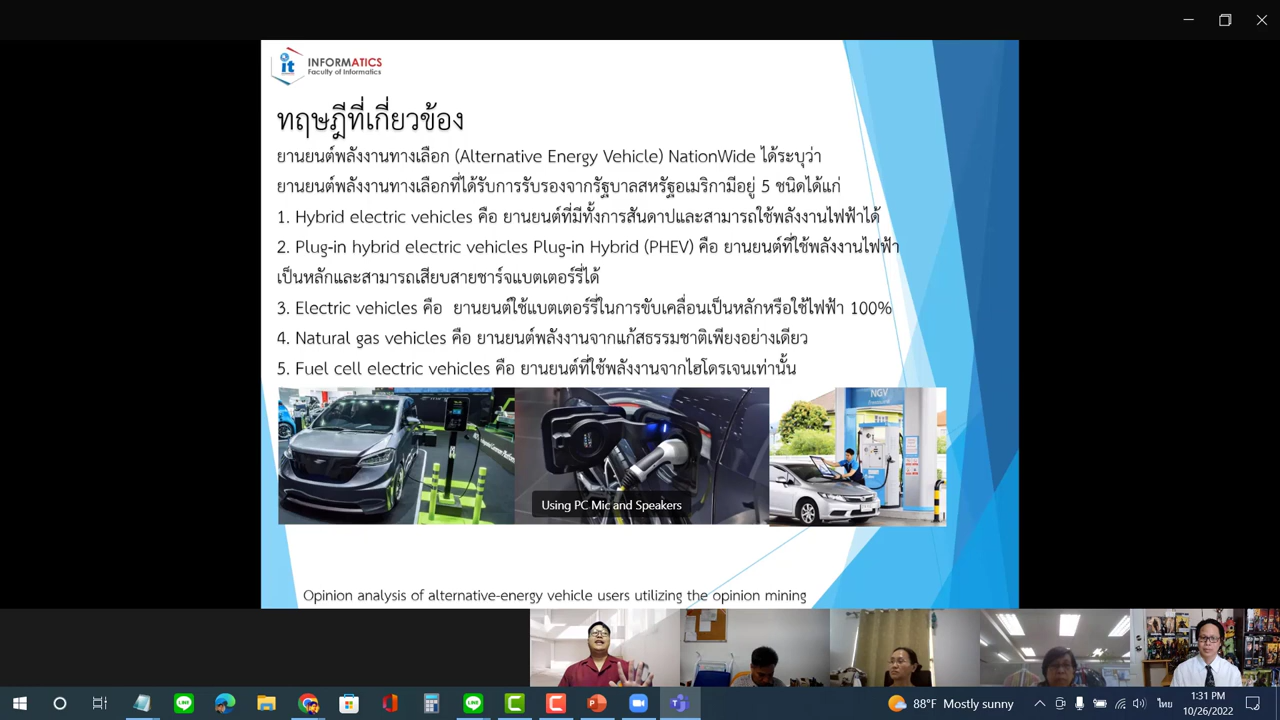 it
INFORMATICS
Faculty of Informatics
ทฤษฎีที่เกี่ยวข้อง
ยานยนต์พลังงานทางเลือก (Alternative Energy Vehicle) NationWide ได้ระบุว่า
ยานยนต์พลังงานทางเลือกที่ได้รับการรับรองจากรัฐบาลสหรัฐอเมริกามีอยู่ 5 ชนิดได้แก่
1. Hybrid electric vehicles คือ ยานยนต์ที่มีทั้งการสันดาปและสามารถใช้พลังงานไฟฟ้าได้
2. Plug-in hybrid electric vehicles Plug-in Hybrid (PHEV) คือ ยานยนต์ที่ใช้พลังงานไฟฟ้า
เป็นหลักและสามารถเสียบสายชาร์จแบตเตอร์รี่ได้
3. Electric vehicles คือ ยานยนต์ใช้แบตเตอร์รี่ในการขับเคลื่อนเป็นหลักหรือใช้ไฟฟ้า 100%
4. Natural gas vehicles คือ ยานยนต์พลังงานจากแก้สธรรมชาติเพียงอย่างเดียว
5. Fuel cell electric vehicles คือ ยานยนต์ที่ใช้พลังงานจากไฮโดรเจนเท่านั้น
NGV
Using PC Mic and Speakers
Opinion analysis of alternative-energy vehicle users utilizing the opinion mining
88°F Mostly sunny
ไทย
1:31 PM
10/26/2022